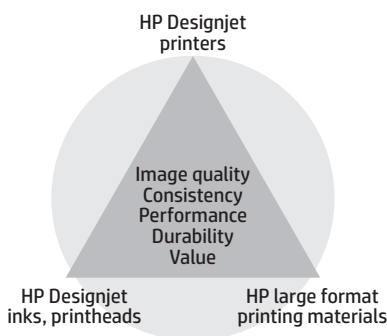 HP Designjet
printers
Image quality
Consistency
Performance
Durability
Value
HP Designjet
inks, printheads
HP large format
printing materials